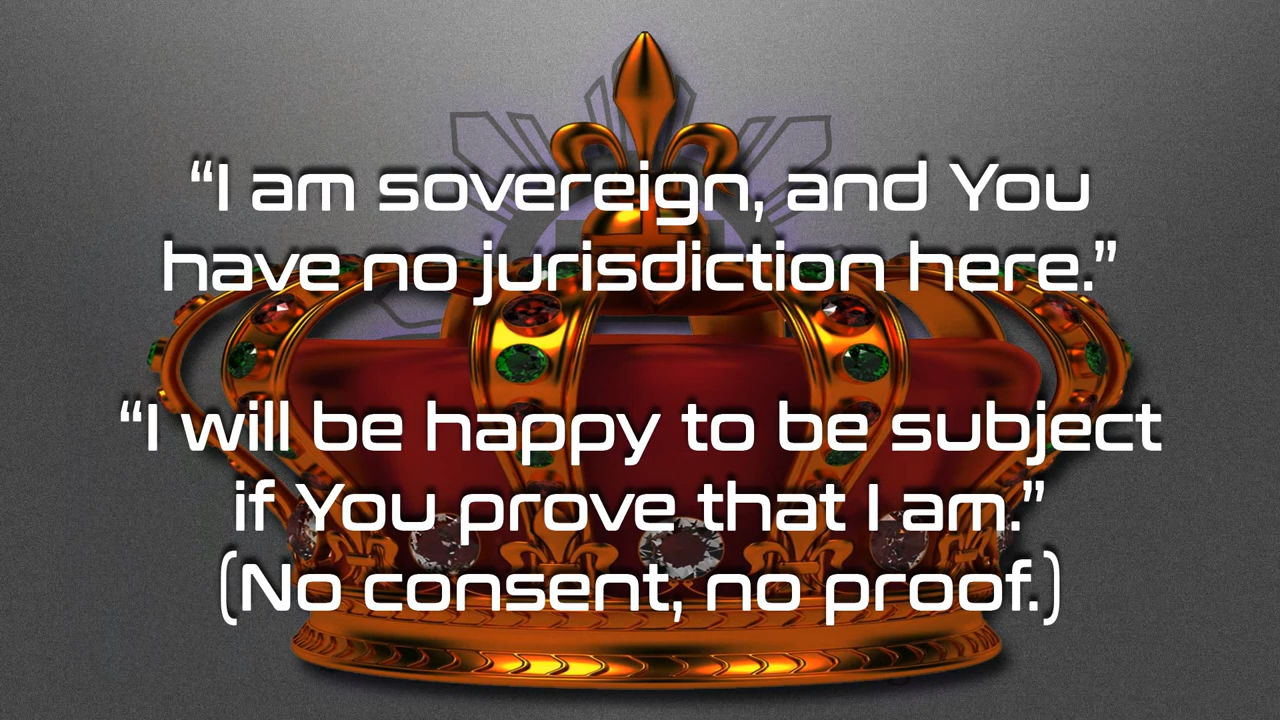 “I am sovereign, and You
have no jurisdiction here.”
“I will be happy to be subject
if You prove that I am.”
(No consent, no proof.)